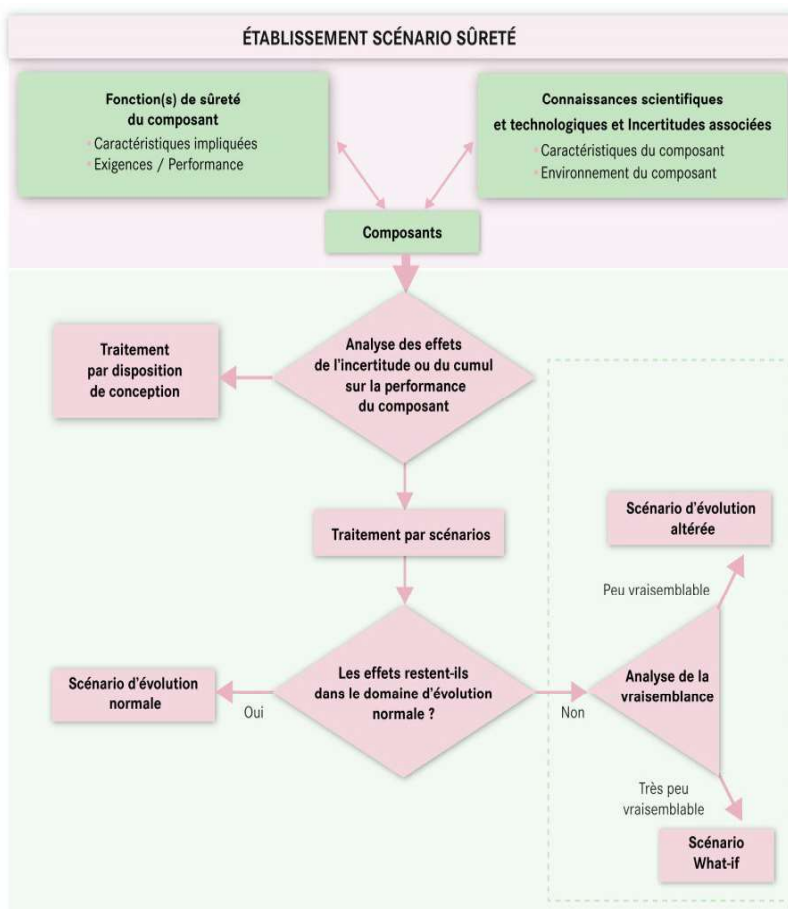 ÉTABLISSEMENT SCÉNARIO SÛRETÉ
Fonction(s) de sûreté
du composant
Caractéristiques impliquées
Exigences / Performance
Connaissances scientifiques
et technologiques et Incertitudes associées
Caractéristiques du composant
Environnement du composant
Composants
Traitement
par disposition
de conception
Analyse des effets
de l'incertitude ou du cumul
sur la performance
du composant
Traitement par scénarios
Scénario d'évolution
altérée
Peu vraisemblable
Scénario d'évolution
normale
Oui
Les effets restent-ils
dans le domaine d'évolution
normale ?
Non
Analyse de la
vraisemblance
Très peu
vraisemblable
Scénario
What-if